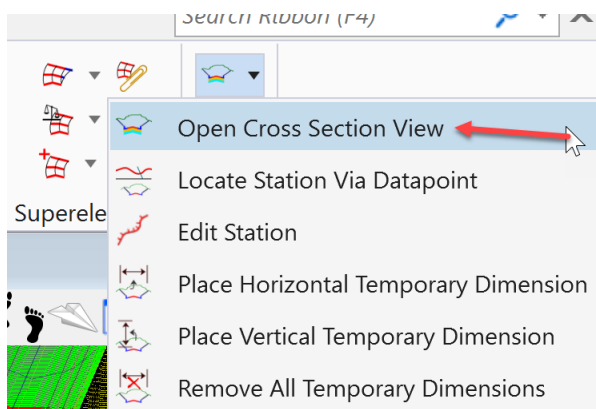 Search Ribbon (F4)
Open Cross Section View
Locate Station Via Datapoint
Superele
Edit Station
Place Horizontal Temporary Dimension
Place Vertical Temporary Dimension
Remove All Temporary Dimensions